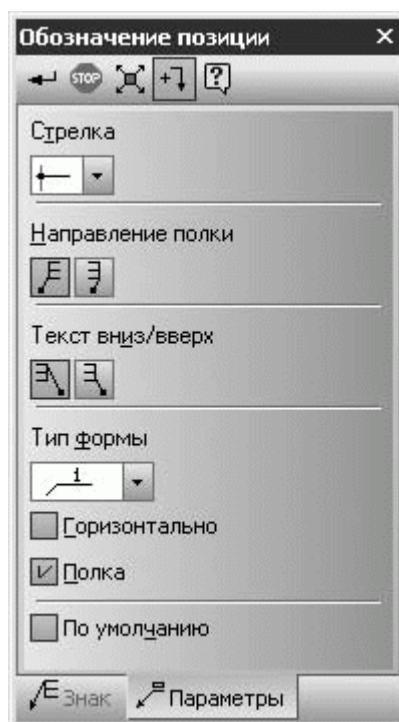 Обозначение позиции
STOP
Стрелка
Направление полки
Текст вниз/вверх
Тип формы
1
Горизонтально
Полка
По умолчанию
Знак Параметры